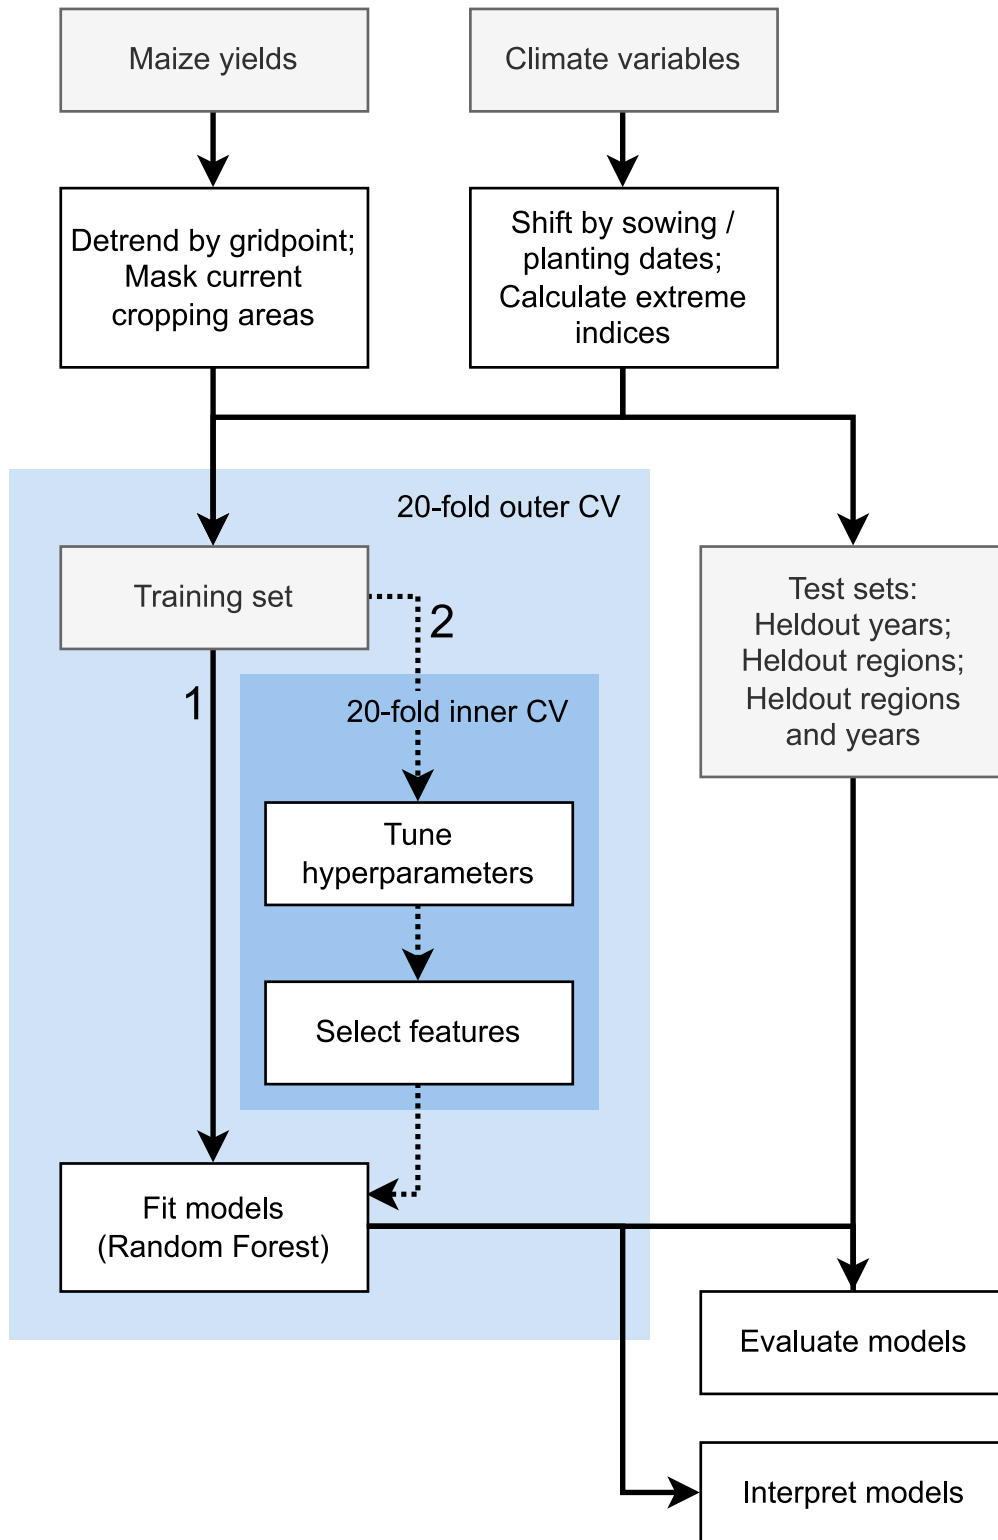 Maize yields
Climate variables
Detrend by gridpoint;
Mask current
cropping areas
Shift by sowing /
planting dates;
Calculate extreme
indices
20-fold outer CV
Training set
2
1
Test sets:
Heldout years;
Heldout regions;
Heldout regions
and years
20-fold inner CV
Tune
hyperparameters
Select features
Fit models
(Random Forest)
Evaluate models
Interpret models